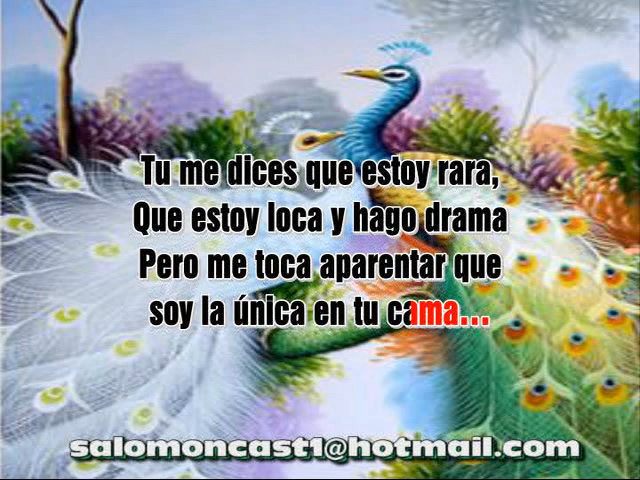 Tu me dices que estoy rara,
Que estoy loca y hago drama
Pero me toca aparentar que
soy la única en tu cama...
salomoncast1@hotmail.com